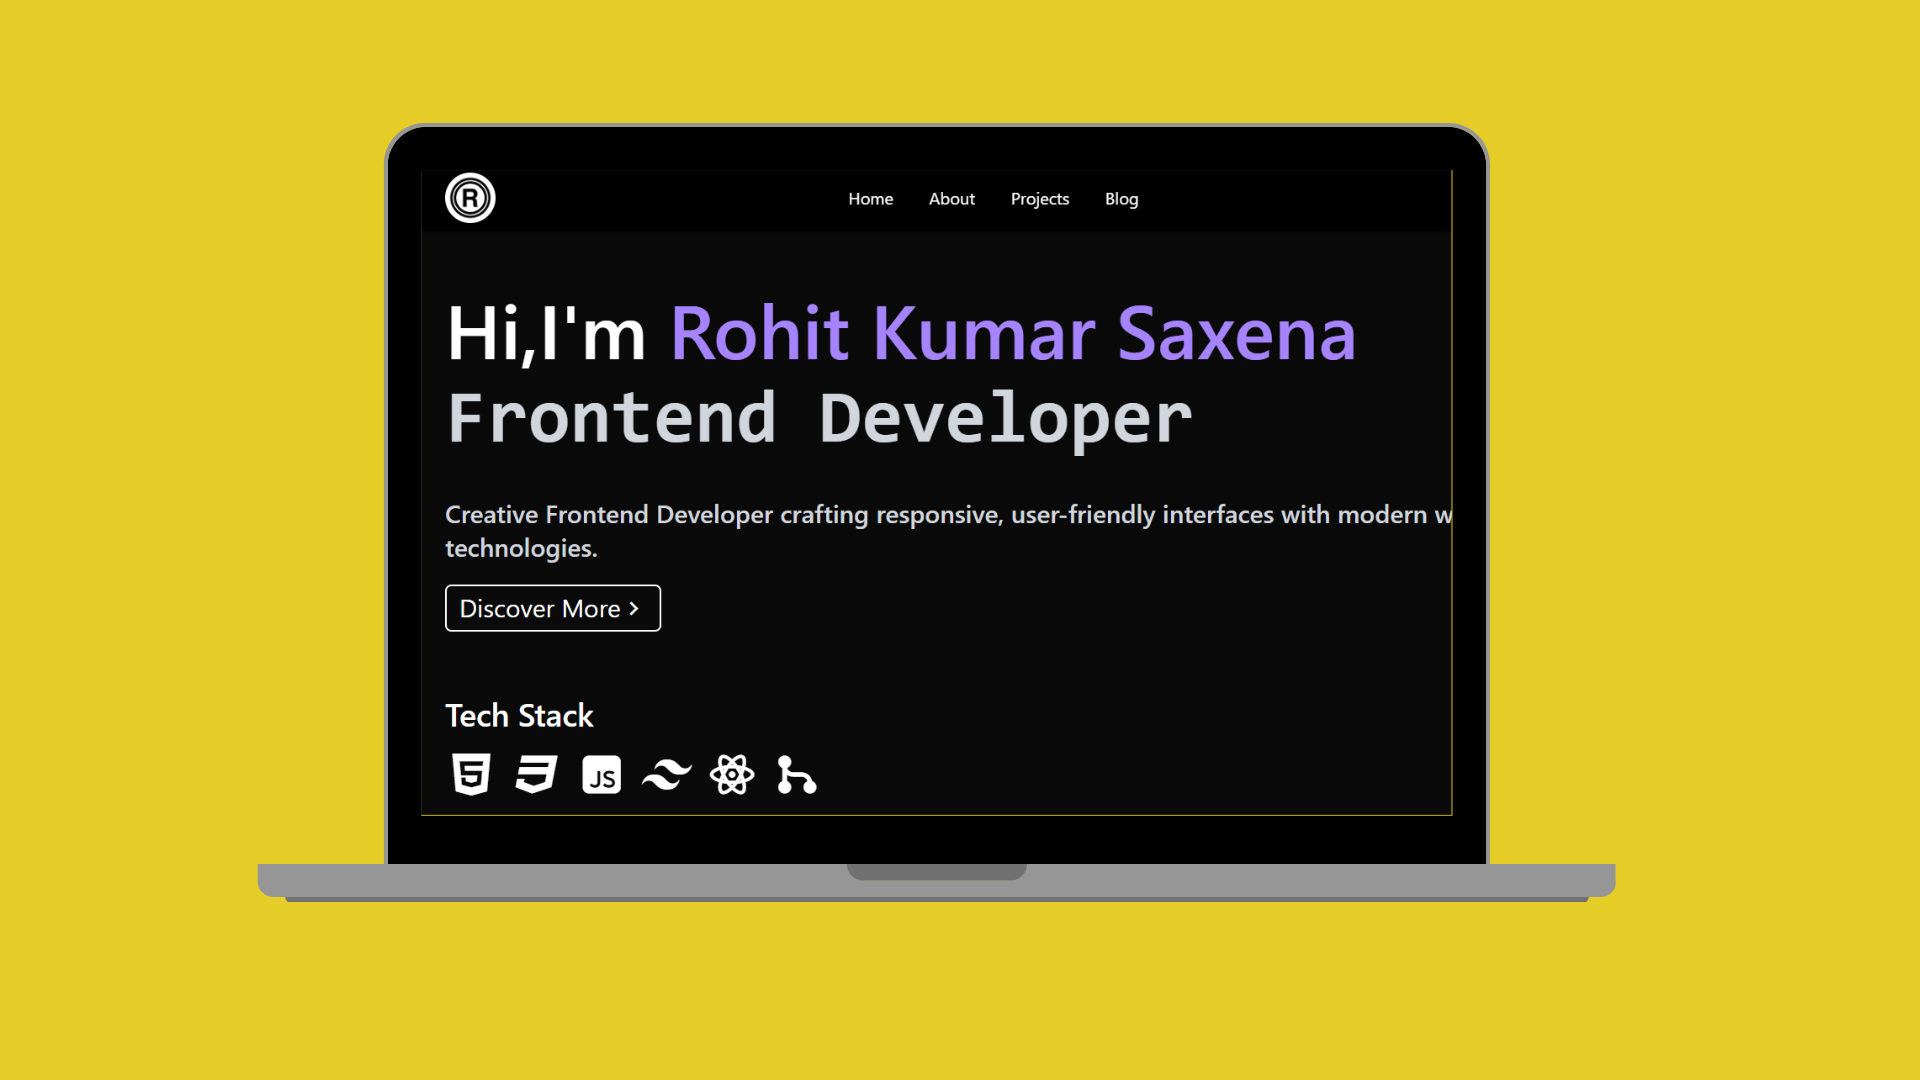 R
Home About Projects Blog
Hi,I'm Rohit Kumar Saxena
Frontend Developer
Creative Frontend Developer crafting responsive, user-friendly interfaces with modern w
technologies.
Discover More >
Tech Stack
5 3 JS